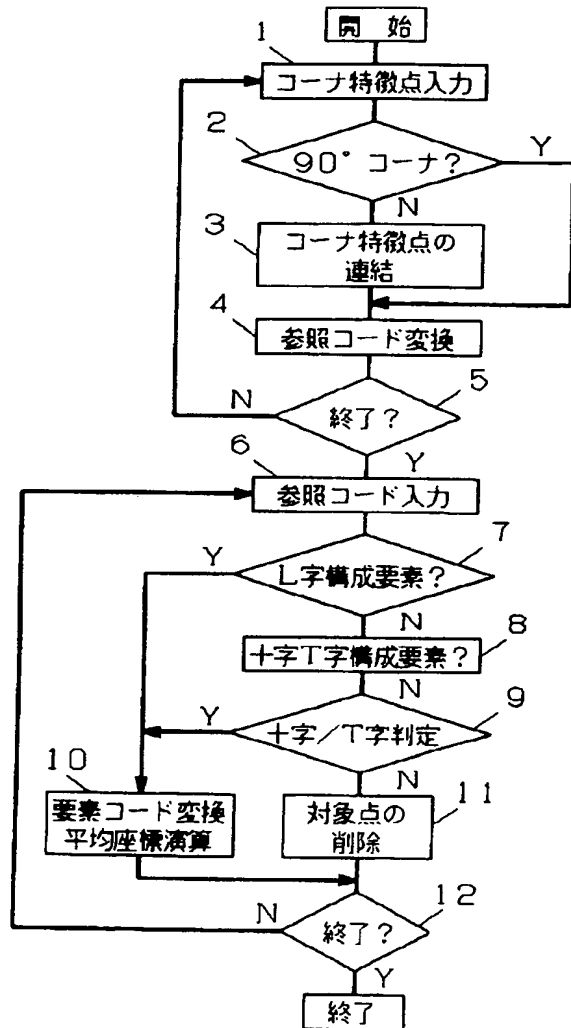 開 始
1
コーナ特徴点入力
2
90°コーナ?
Y
N
3
コーナ特徴点の
連結
4
参照コード変換
5
N
終了?
Y
6
参照コード入力
7
Y
L字構成要素?
N
8
十字T字構成要素?
N
9
Y
十字/T字判定
N
10
要素コード変換
平均座標演算
11
対象点の
削除
12
N
終了?
Y
終了